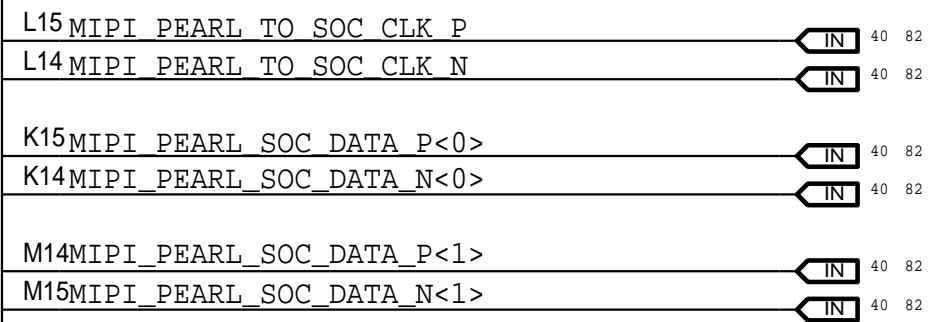 L15 MIPI_PEARL_TO_SOC_CLK_P IN 40 82
L14 MIPI_PEARL_TO_SOC_CLK_N IN 40 82
K15 MIPI_PEARL_SOC_DATA_P<0> IN 40 82
K14 MIPI_PEARL_SOC_DATA_N<0> IN 40 82
M14 MIPI_PEARL_SOC_DATA_P<1> IN 40 82
M15 MIPI_PEARL_SOC_DATA_N<1> IN 40 82